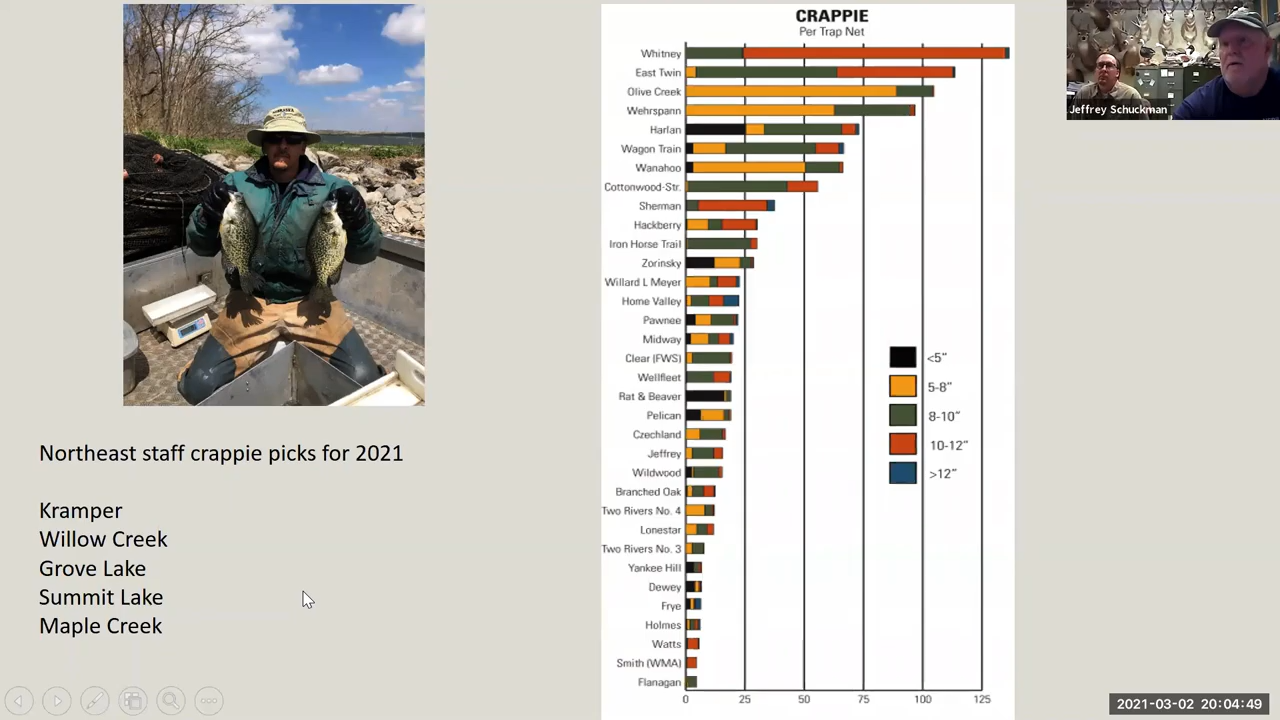 CRAPPIE
Per Trap Net
Whitney
East Twin
Olive Creek
Wehrspann
Harlan
Wagon Train
Wanahoo
Cottonwood-Str.
Sherman
Hackberry
Iron Horse Trail
Zorinsky
Willard L Meyer
Home Valley
Pawnee
Midway
Clear (FWS)
Wellfleet
Rat & Beaver
Pelican
Czechland
Jeffrey
Wildwood
Branched Oak
Two Rivers No. 4
Lonestar
Two Rivers No. 3
Yankee Hill
Dewey
Frye
Holmes
Watts
Smith (WMA)
Flanagan
0 25 50 75 100 125
<5"
5-8"
8-10"
10-12"
>12"
Northeast staff crappie picks for 2021
Kramper
Willow Creek
Grove Lake
Summit Lake
Maple Creek
Jeffrey Schuckman
2021-03-02 20:04:49